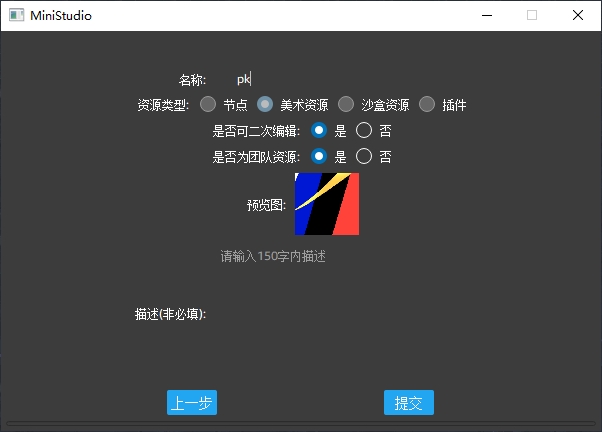 MiniStudio
名称: pk
资源类型: 节点 美术资源 沙盒资源 插件
是否可二次编辑: 是 否
是否为团队资源: 是 否
预览图:
请输入150字内描述
描述(非必填):
上一步 提交